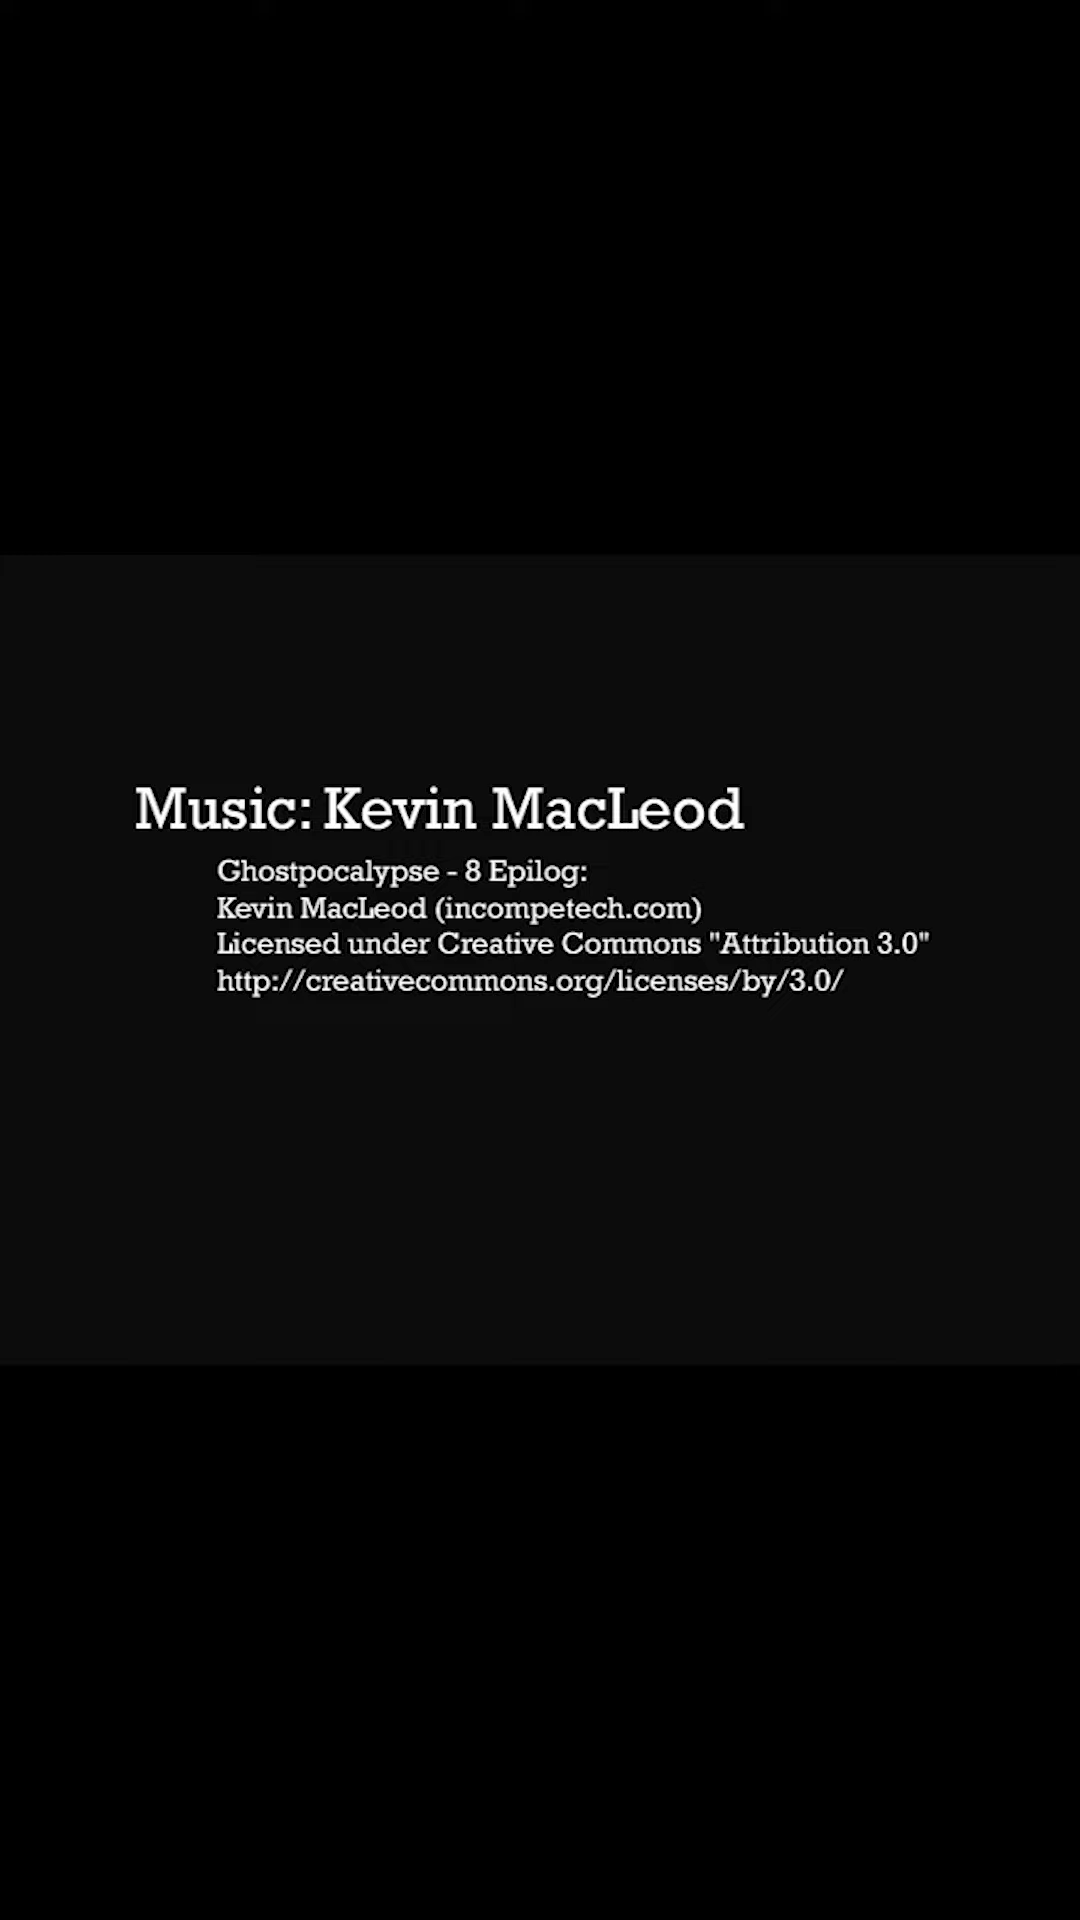 Music: Kevin MacLeod
Ghostpocalypse - 8 Epilog:
Kevin MacLeod (incompetech.com)
Licensed under Creative Commons "Attribution 3.0"
http://creativecommons.org/licenses/by/3.0/